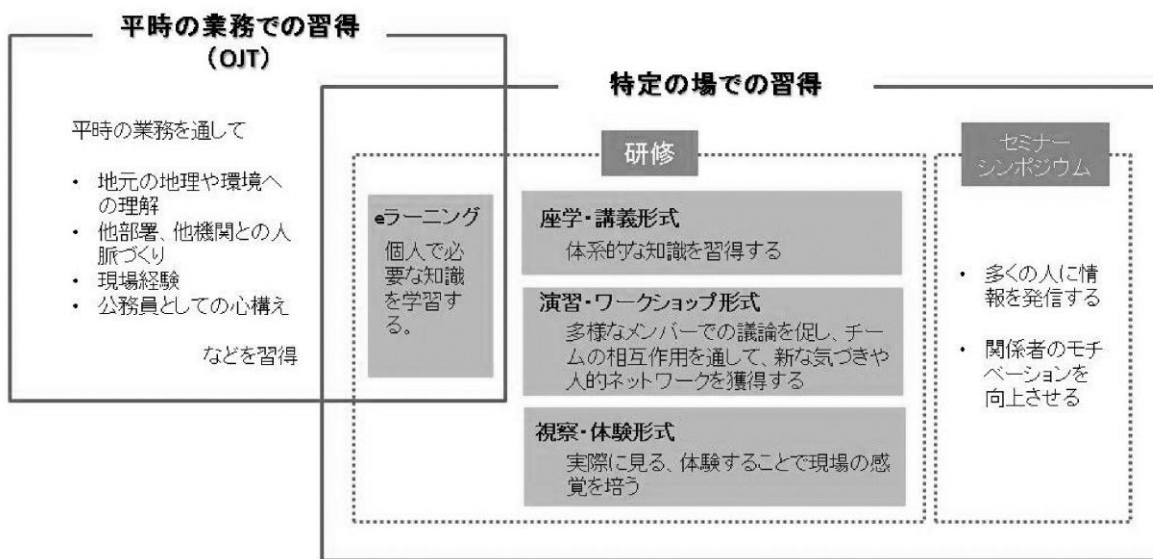 平時の業務での習得
（OJT）
平時の業務を通して
・ 地元の地理や環境へ
の理解
・ 他部署、他機関との人
脈づくり
・ 現場経験
・ 公務員としての心構え
などを習得
特定の場での習得
研修
eラーニング
個人で必
要な知識
を学習す
る。
座学・講義形式
体系的な知識を習得する
演習・ワークショップ形式
多様なメンバーでの議論を促し、チー
ムの相互作用を通して、新な気づきや
人的ネットワークを獲得する
視察・体験形式
実際に見る、体験することで現場の感
覚を培う
セミナー
シンポジウム
・ 多くの人に情
報を発信する
・ 関係者のモチ
ベーションを
向上させる